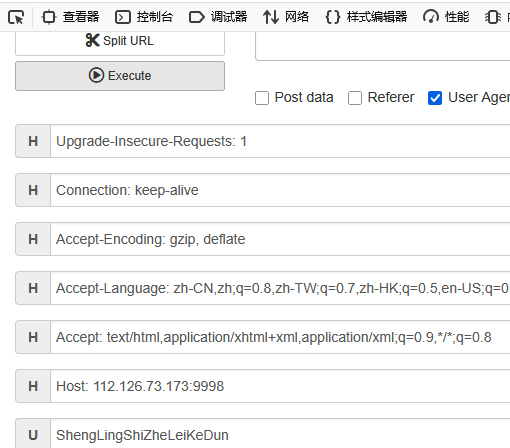 查看器 控制台 调试器 网络 样式编辑器 性能
Split URL
Execute
Post data Referer User Ager
H Upgrade-Insecure-Requests: 1
H Connection: keep-alive
H Accept-Encoding: gzip, deflate
H Accept-Language: zh-CN,zh;q=0.8,zh-TW;q=0.7,zh-HK;q=0.5,en-US;q=0
H Accept: text/html,application/xhtml+xml,application/xml;q=0.9,*/*;q=0.8
H Host: 112.126.73.173:9998
U ShengLingShiZheLeiKeDun